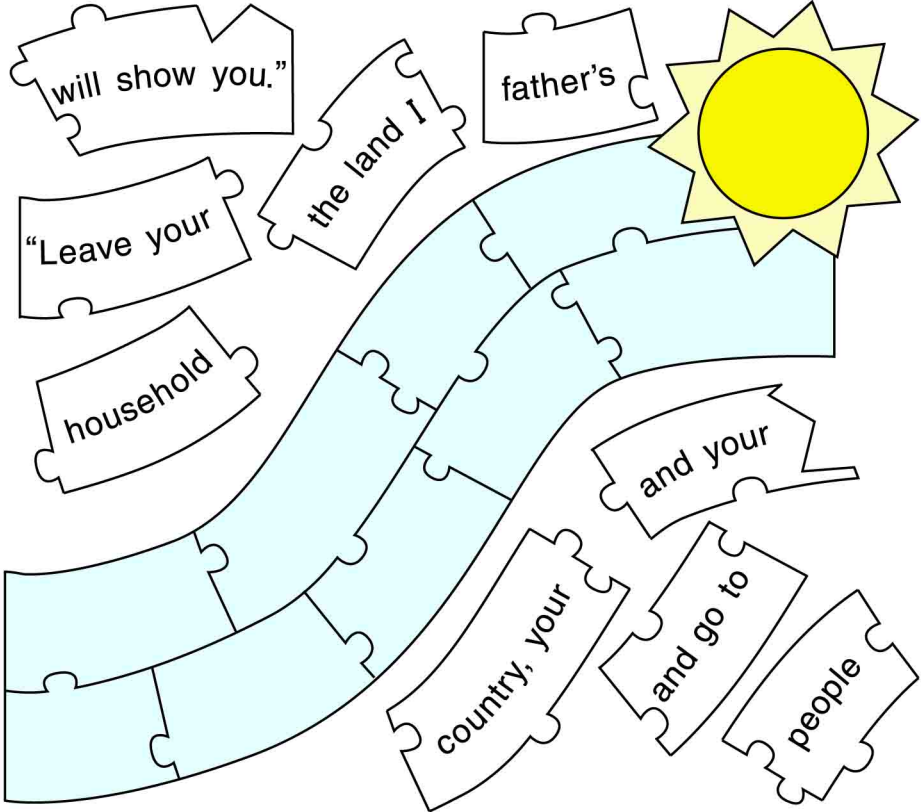 will show you.”
the land I
father’s
“Leave your
household
and your
country, your
and go to
people